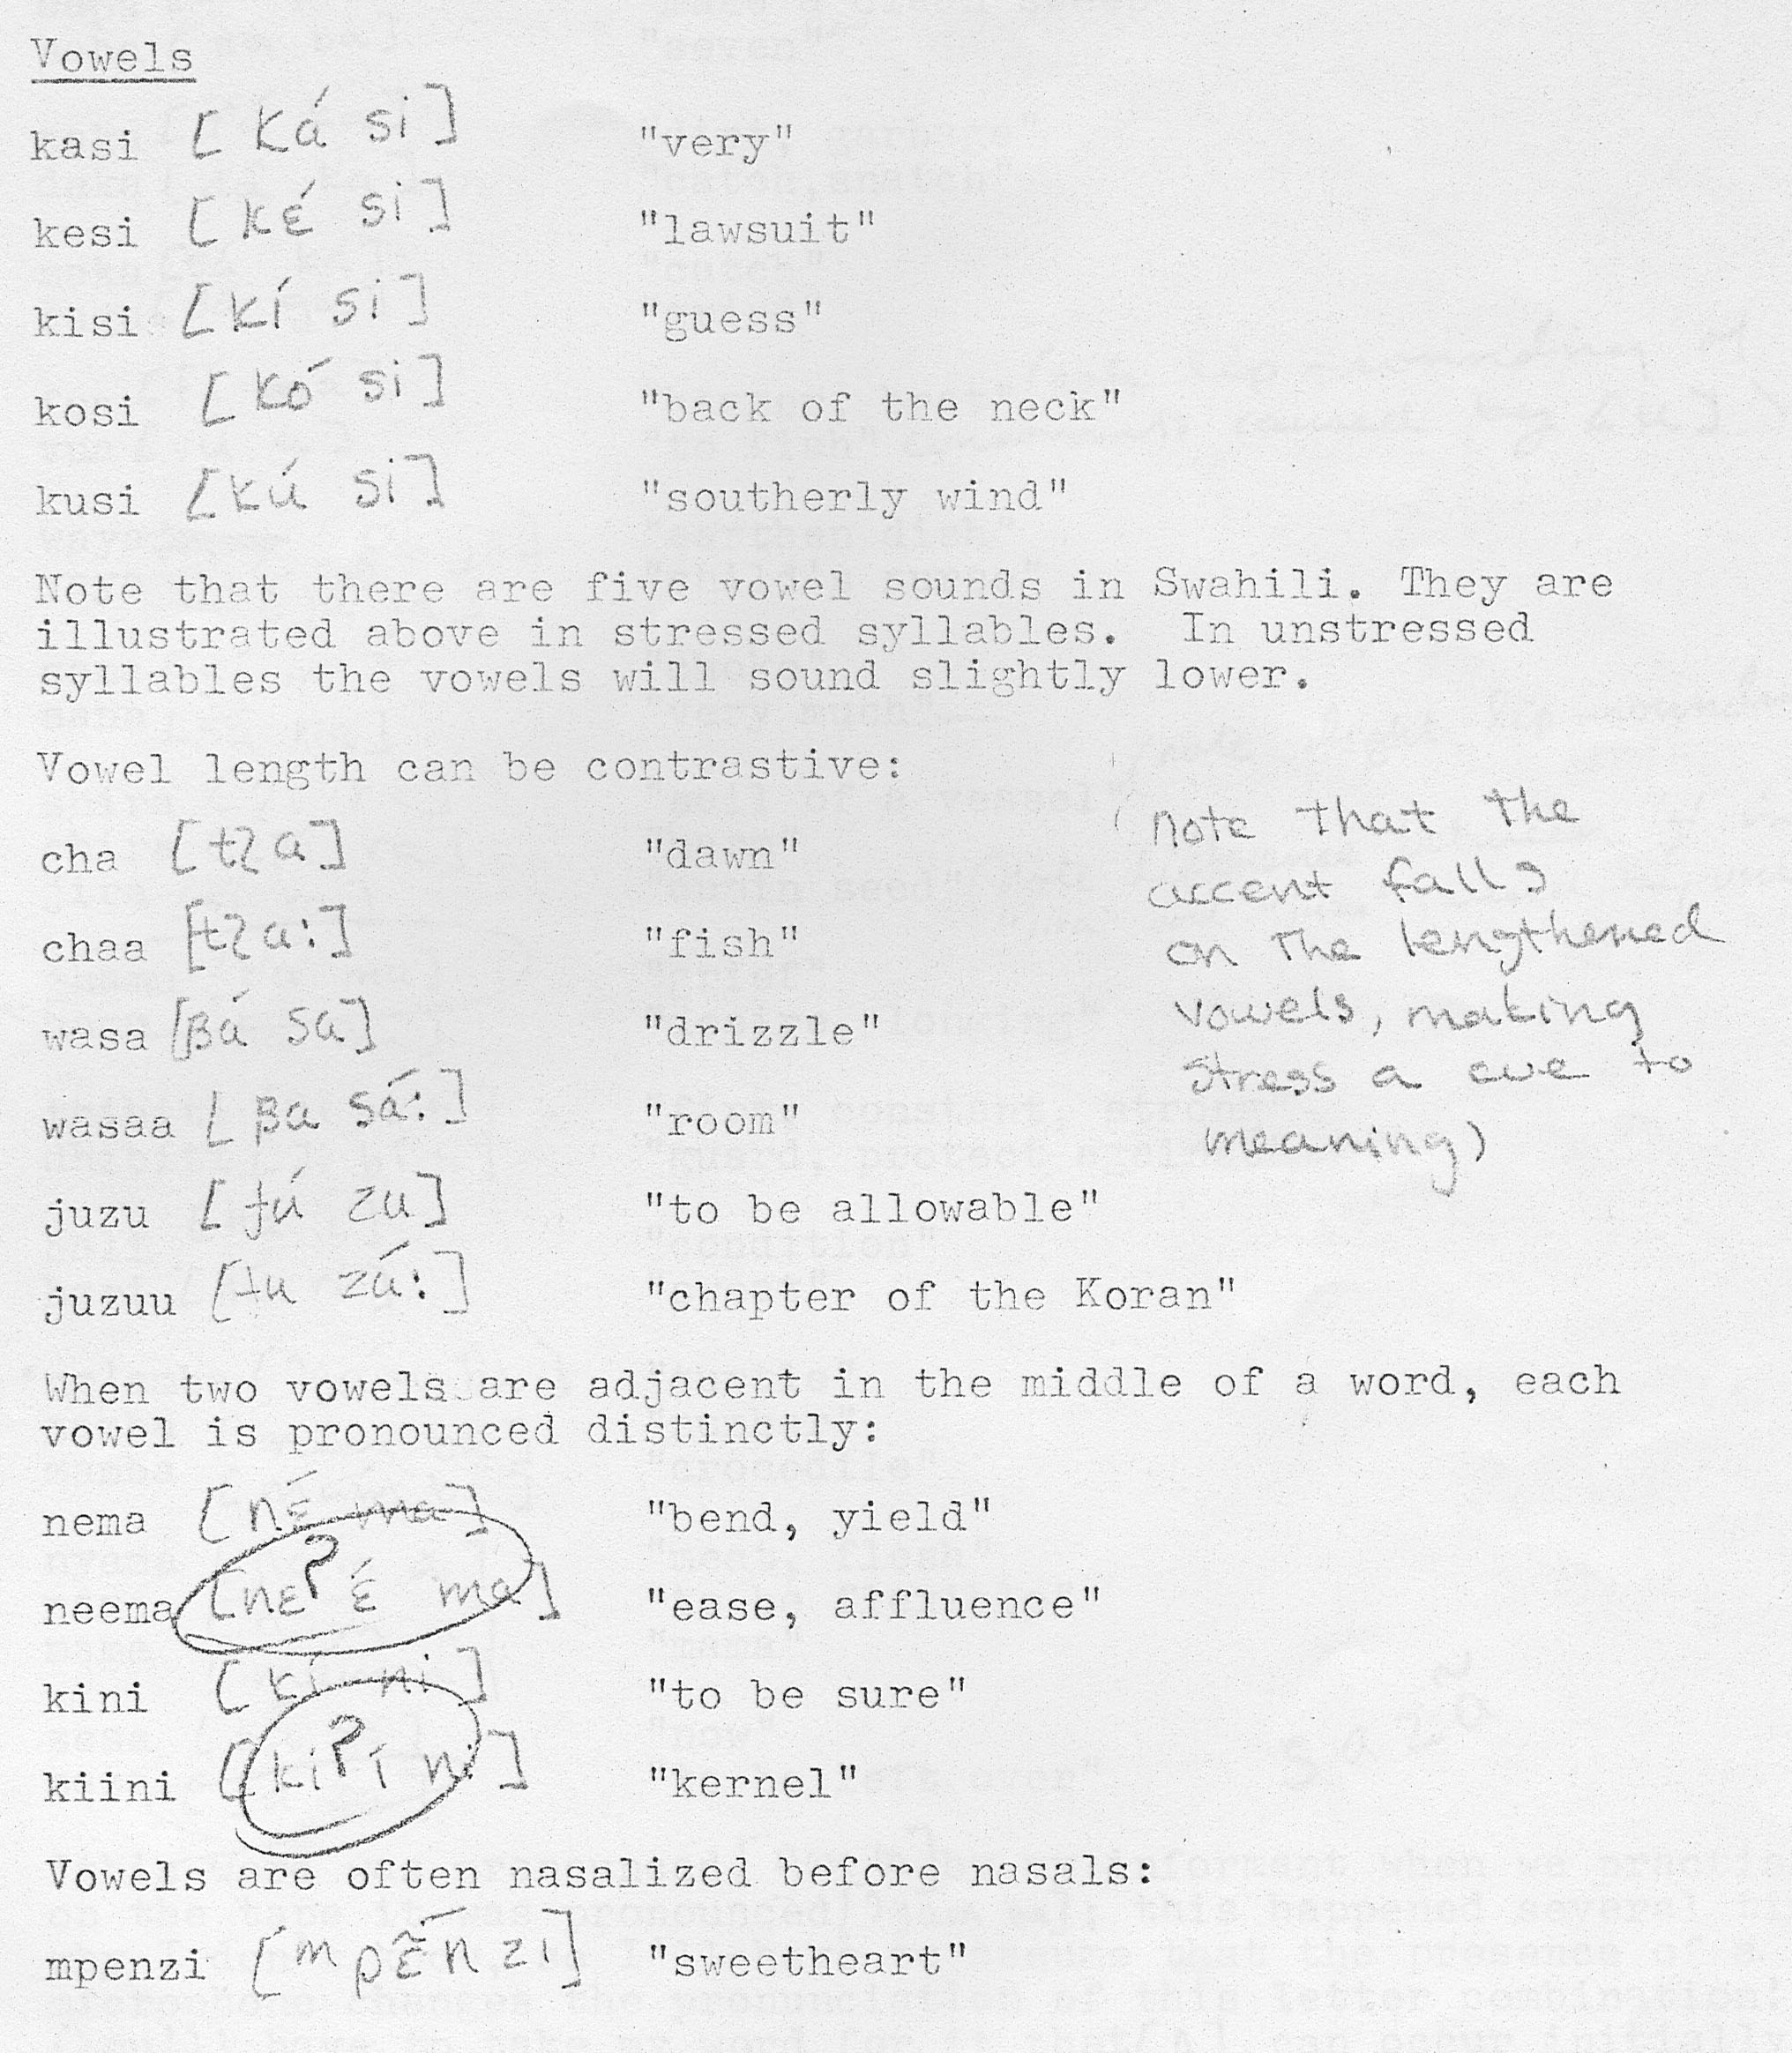 Vowels
kasi [ká si] "very"
kesi [kɛ́ si] "lawsuit"
kisi [kí si] "guess"
kosi [kó si] "back of the neck"
kusi [kú si] "southerly wind"
Note that there are five vowel sounds in Swahili. They are
illustrated above in stressed syllables. In unstressed
syllables the vowels will sound slightly lower.
Vowel length can be contrastive:
cha [tʃa] "dawn"
chaa [tʃa:] "fish"
wasa [βá sa] "drizzle"
wasaa [βa sá:] "room"
juzu [ɟú zu] "to be allowable"
juzuu [ɟu zú:] "chapter of the Koran"
(Note that the
accent falls
on the lengthened
vowels, making
stress a cue to
meaning)
When two vowels are adjacent in the middle of a word, each
vowel is pronounced distinctly:
nema [nɛ́ ma] "bend, yield"
neema [nɛʔɛ́ ma] "ease, affluence"
kini [kí ni] "to be sure"
kiini [kiʔí ni] "kernel"
Vowels are often nasalized before nasals:
mpenzi [m pɛ̃́n zi] "sweetheart"